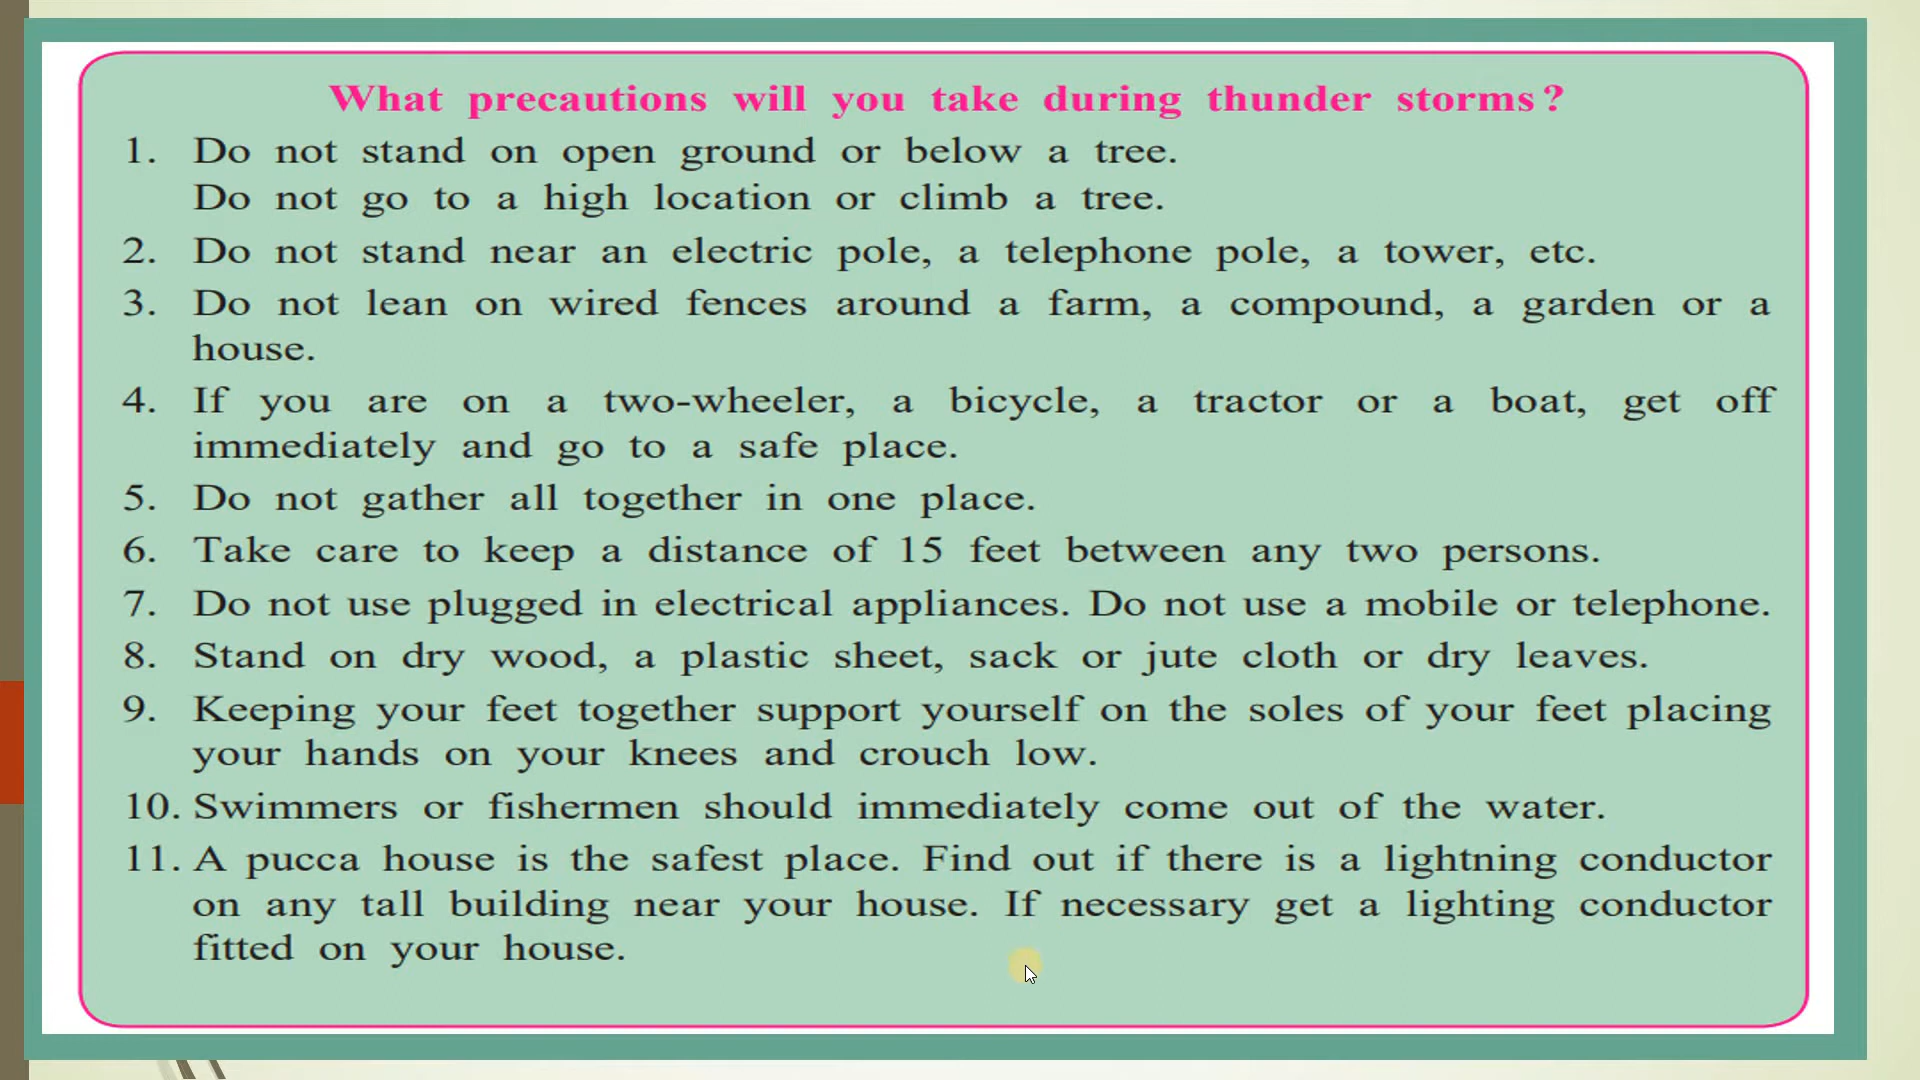 What precautions will you take during thunder storms?
1. Do not stand on open ground or below a tree.
Do not go to a high location or climb a tree.
2. Do not stand near an electric pole, a telephone pole, a tower, etc.
3. Do not lean on wired fences around a farm, a compound, a garden or a
house.
4. If you are on a two-wheeler, a bicycle, a tractor or a boat, get off
immediately and go to a safe place.
5. Do not gather all together in one place.
6. Take care to keep a distance of 15 feet between any two persons.
7. Do not use plugged in electrical appliances. Do not use a mobile or telephone.
8. Stand on dry wood, a plastic sheet, sack or jute cloth or dry leaves.
9. Keeping your feet together support yourself on the soles of your feet placing
your hands on your knees and crouch low.
10. Swimmers or fishermen should immediately come out of the water.
11. A pucca house is the safest place. Find out if there is a lightning conductor
on any tall building near your house. If necessary get a lighting conductor
fitted on your house.